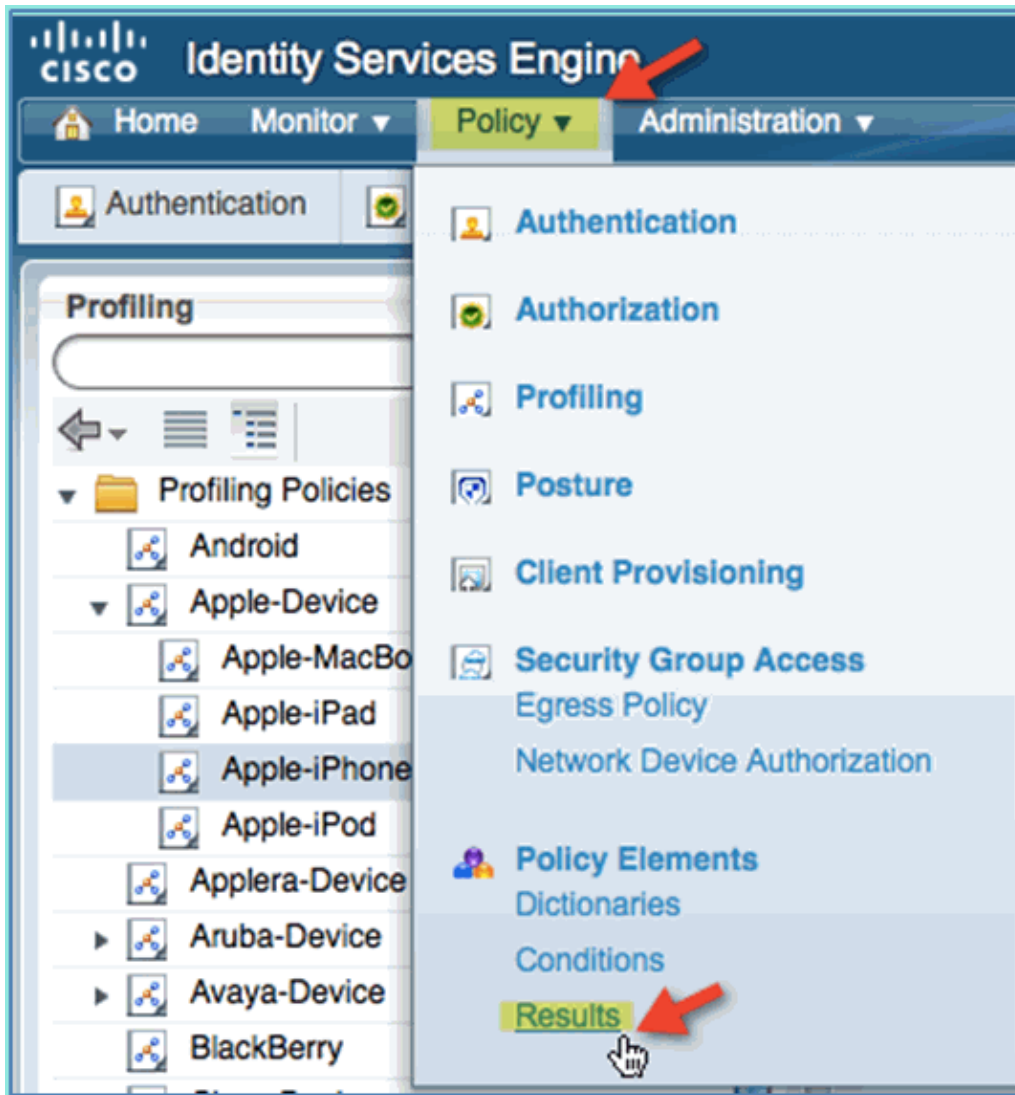 CISCO Identity Services Engine
Home Monitor Policy Administration
Authentication
Profiling
Profiling Policies
Android
Apple-Device
Apple-MacBo
Apple-iPad
Apple-iPhone
Apple-iPod
Applera-Device
Aruba-Device
Avaya-Device
BlackBerry
Authentication
Authorization
Profiling
Posture
Client Provisioning
Security Group Access
Egress Policy
Network Device Authorization
Policy Elements
Dictionaries
Conditions
Results